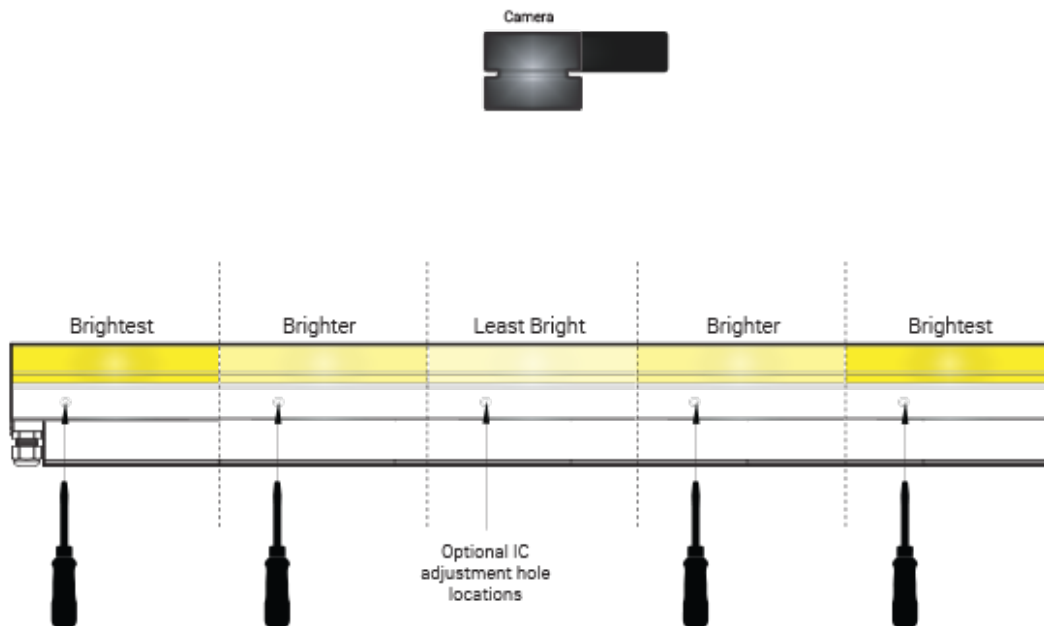 Camera
Brightest
Brighter
Least Bright
Brighter
Brightest
Optional IC
adjustment hole
locations